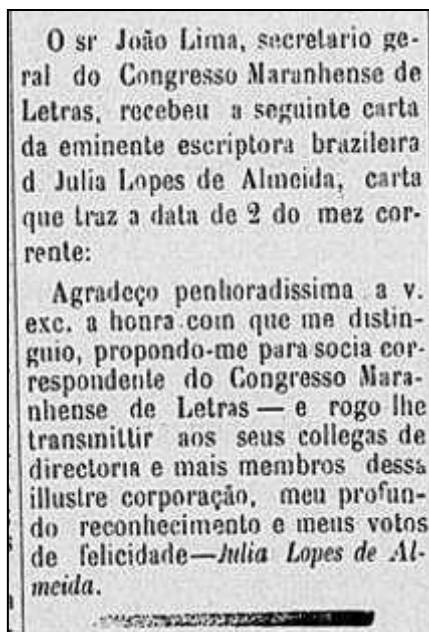 O sr João Lima, secretario ge-
ral do Congresso Maranhense de
Letras, recebeu a seguinte carta
da eminente escriptora brazileira
d Julia Lopes de Almeida, carta
que traz a data de 2 do mez cor-
rente:
Agradeço penhoradissima a v.
exc. a honra com que me distin-
guio, propondo-me para socia cor-
respondente do Congresso Mara-
nhense de Letras — e rogo lhe
transmittir aos seus collegas de
directoria e mais membros dessa
illustre corporação, meu profun-
do reconhecimento e meus votos
de felicidade—Julia Lopes de Al-
meida.